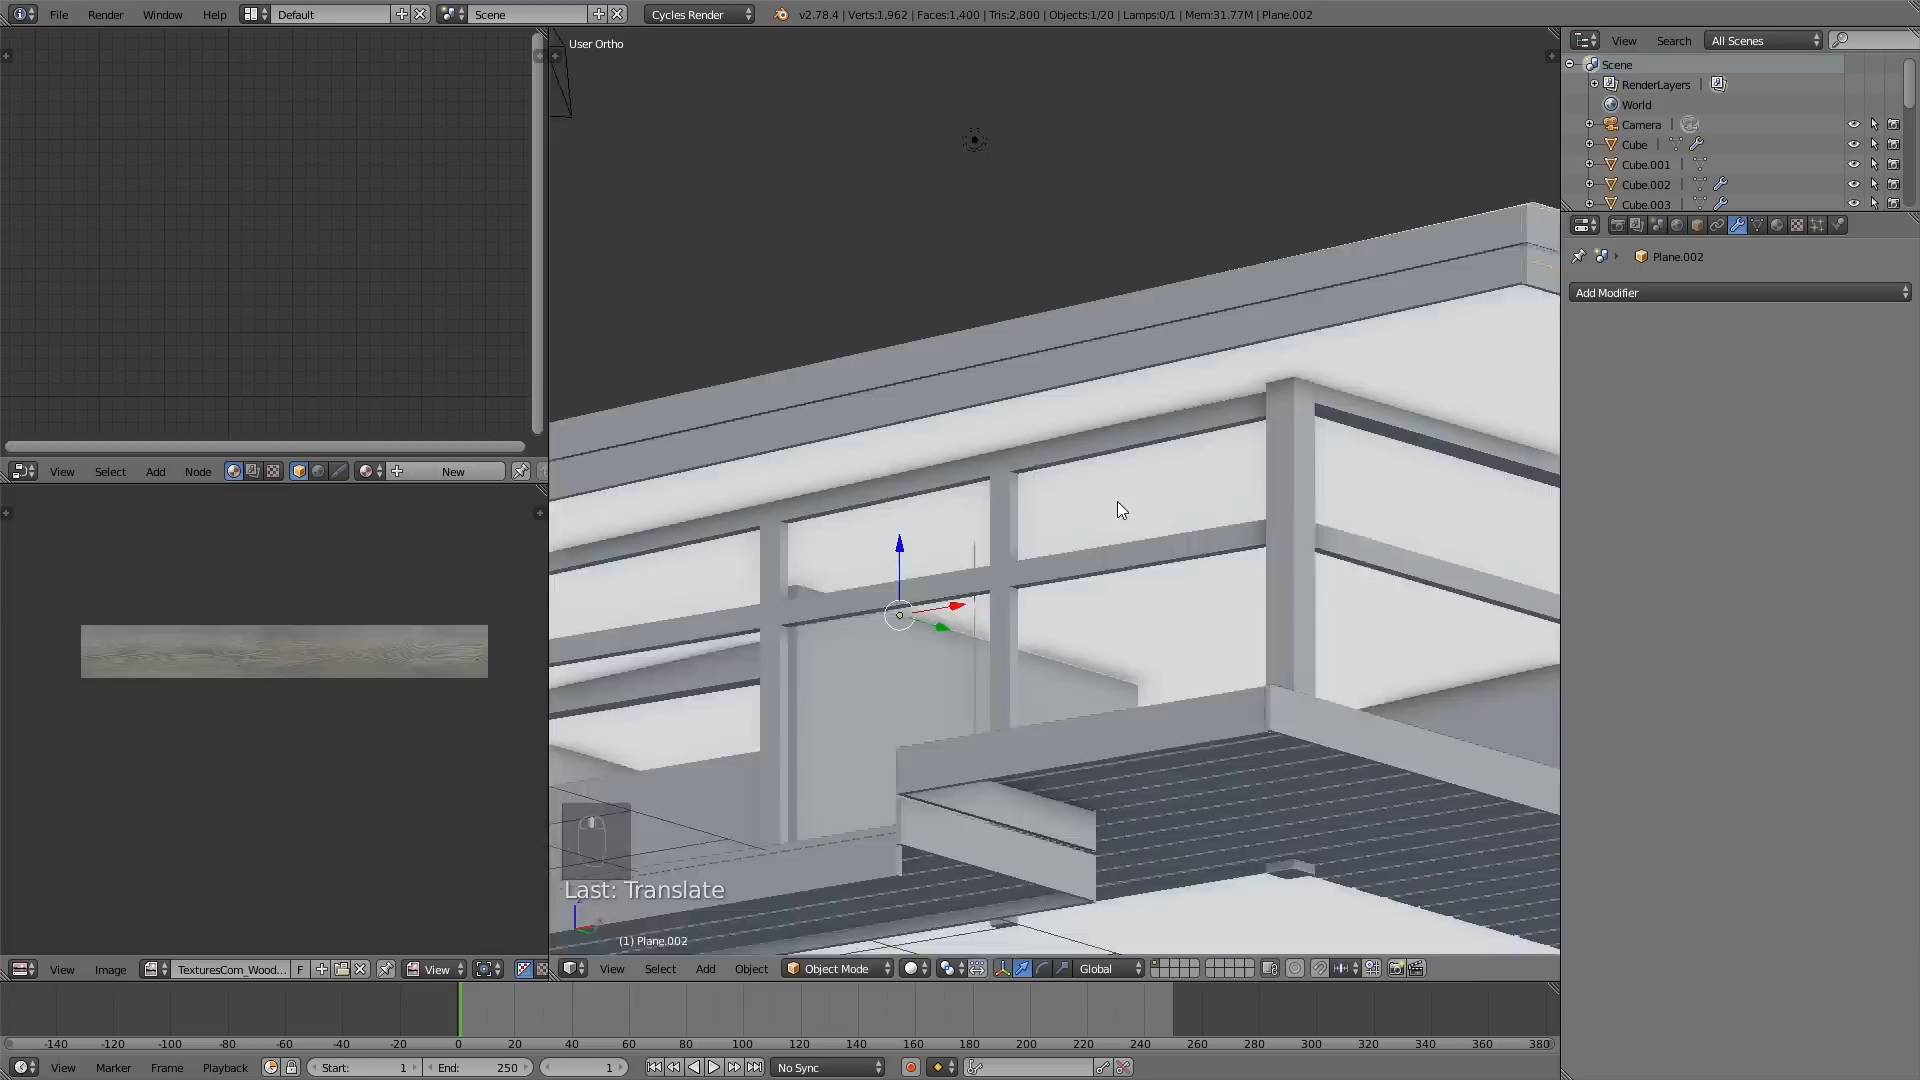 File Render Window Help Default Scene Cycles Render v2.78.4 | Verts:1,962 | Faces:1,400 | Tris:2,800 | Objects:1/20 | Lamps:0/1 | Mem:31.77M | Plane.002
User Ortho
View Search All Scenes
Scene
RenderLayers
World
Camera
Cube
Cube.001
Cube.002
Cube.003
Plane.002
Add Modifier
View Select Add Node New
Last: Translate
(1) Plane.002
View Image TexturesCom_Wood... F View
View Select Add Object Object Mode Global
-140 -120 -100 -80 -60 -40 -20 0 20 40 60 80 100 120 140 160 180 200 220 240 260 280 300 320 340 360 380
View Marker Frame Playback Start: 1 End: 250 1 No Sync